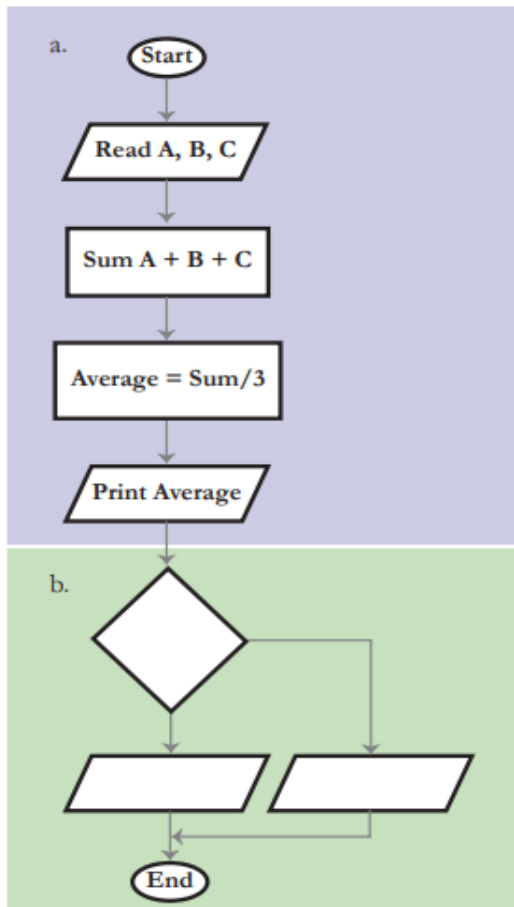 a.
Start
Read A, B, C
Sum A + B + C
Average = Sum/3
Print Average
b.
End